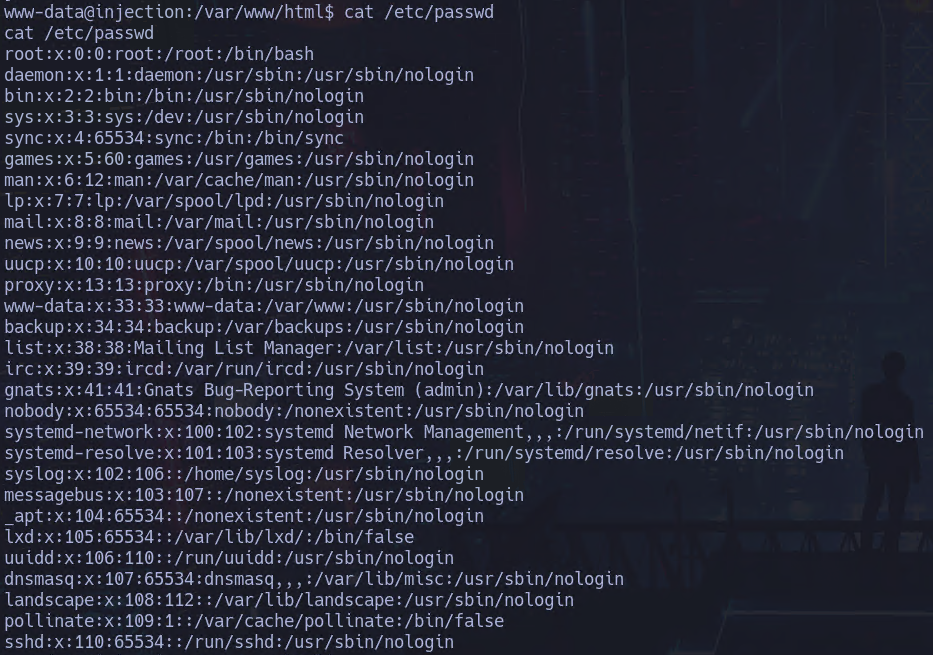 www-data@injection:/var/www/html$ cat /etc/passwd
cat /etc/passwd
root:x:0:0:root:/root:/bin/bash
daemon:x:1:1:daemon:/usr/sbin:/usr/sbin/nologin
bin:x:2:2:bin:/bin:/usr/sbin/nologin
sys:x:3:3:sys:/dev:/usr/sbin/nologin
sync:x:4:65534:sync:/bin:/bin/sync
games:x:5:60:games:/usr/games:/usr/sbin/nologin
man:x:6:12:man:/var/cache/man:/usr/sbin/nologin
lp:x:7:7:lp:/var/spool/lpd:/usr/sbin/nologin
mail:x:8:8:mail:/var/mail:/usr/sbin/nologin
news:x:9:9:news:/var/spool/news:/usr/sbin/nologin
uucp:x:10:10:uucp:/var/spool/uucp:/usr/sbin/nologin
proxy:x:13:13:proxy:/bin:/usr/sbin/nologin
www-data:x:33:33:www-data:/var/www:/usr/sbin/nologin
backup:x:34:34:backup:/var/backups:/usr/sbin/nologin
list:x:38:38:Mailing List Manager:/var/list:/usr/sbin/nologin
irc:x:39:39:ircd:/var/run/ircd:/usr/sbin/nologin
gnats:x:41:41:Gnats Bug-Reporting System (admin):/var/lib/gnats:/usr/sbin/nologin
nobody:x:65534:65534:nobody:/nonexistent:/usr/sbin/nologin
systemd-network:x:100:102:systemd Network Management,,,:/run/systemd/netif:/usr/sbin/nologin
systemd-resolve:x:101:103:systemd Resolver,,,:/run/systemd/resolve:/usr/sbin/nologin
syslog:x:102:106::/home/syslog:/usr/sbin/nologin
messagebus:x:103:107::/nonexistent:/usr/sbin/nologin
_apt:x:104:65534::/nonexistent:/usr/sbin/nologin
lxd:x:105:65534::/var/lib/lxd/:/bin/false
uuidd:x:106:110::/run/uuidd:/usr/sbin/nologin
dnsmasq:x:107:65534:dnsmasq,,,:/var/lib/misc:/usr/sbin/nologin
landscape:x:108:112::/var/lib/landscape:/usr/sbin/nologin
pollinate:x:109:1::/var/cache/pollinate:/bin/false
sshd:x:110:65534::/run/sshd:/usr/sbin/nologin